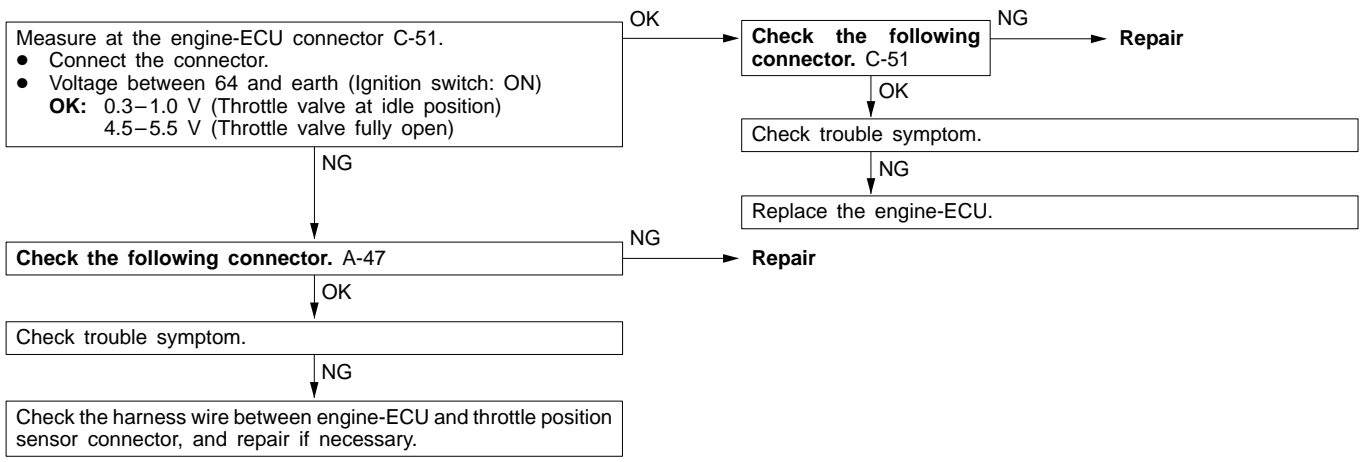 Measure at the engine-ECU connector C-51.
● Connect the connector.
● Voltage between 64 and earth (Ignition switch: ON)
OK: 0.3–1.0 V (Throttle valve at idle position)
4.5–5.5 V (Throttle valve fully open)
OK
Check the following
connector. C-51
NG
Repair
OK
Check trouble symptom.
NG
Replace the engine-ECU.
NG
Check the following connector. A-47
NG
Repair
OK
Check trouble symptom.
NG
Check the harness wire between engine-ECU and throttle position
sensor connector, and repair if necessary.